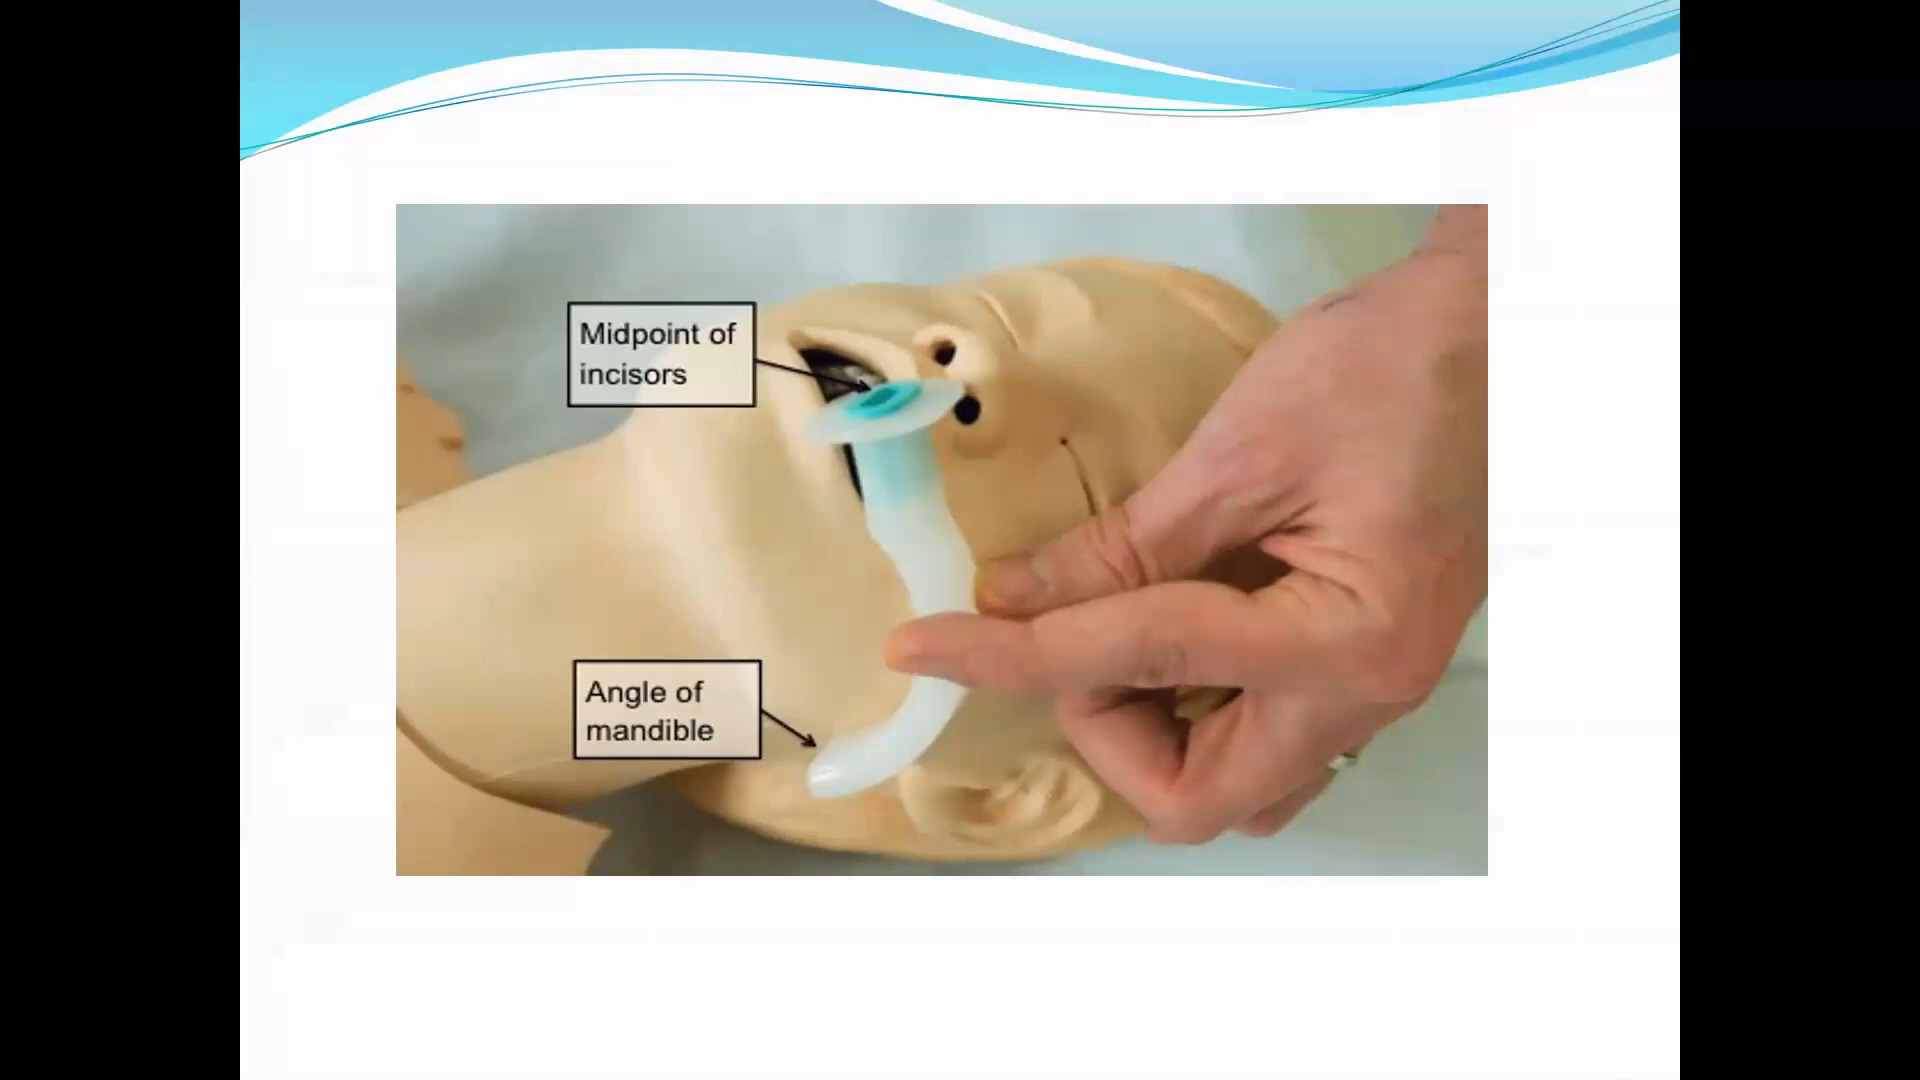 Midpoint of
incisors
Angle of
mandible